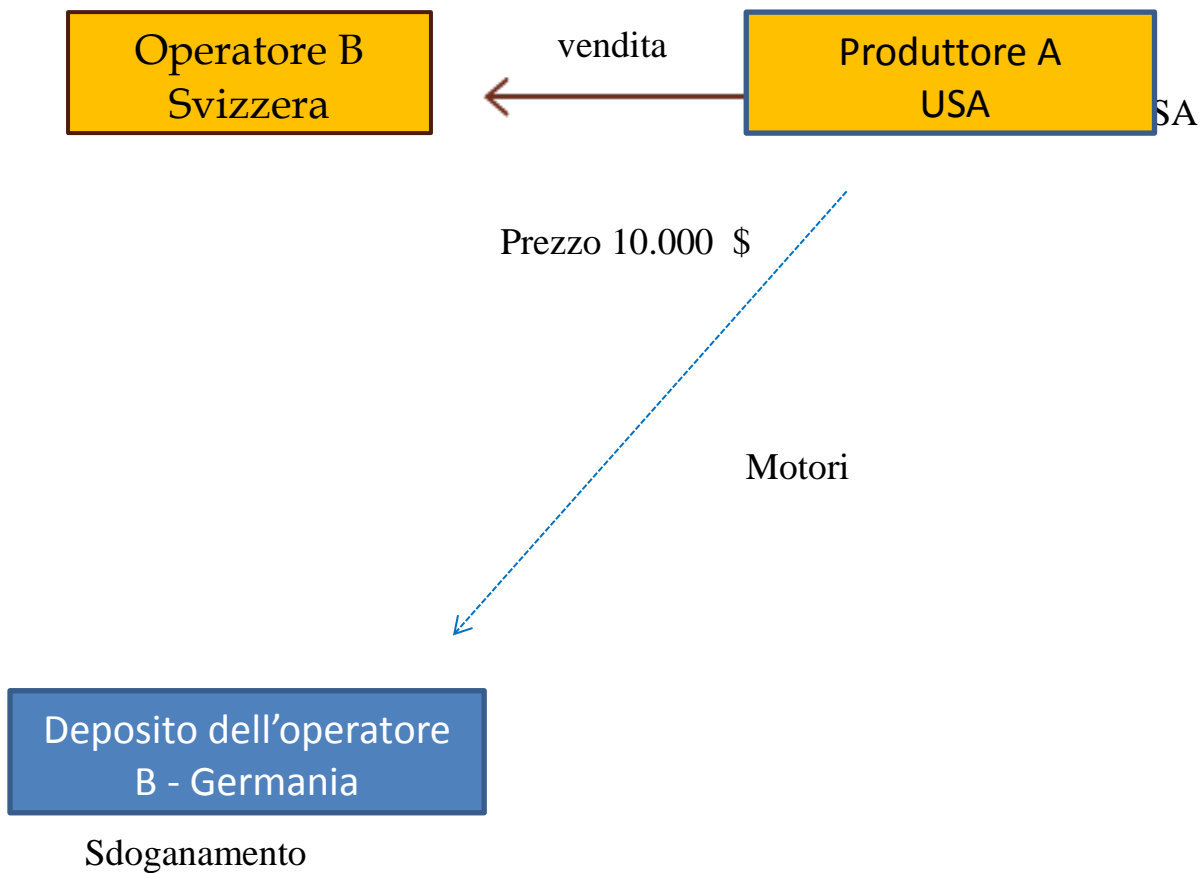 Operatore B
Svizzera
vendita
Produttore A
USA
SA
Prezzo 10.000 $
Motori
Deposito dell'operatore
B - Germania
Sdoganamento